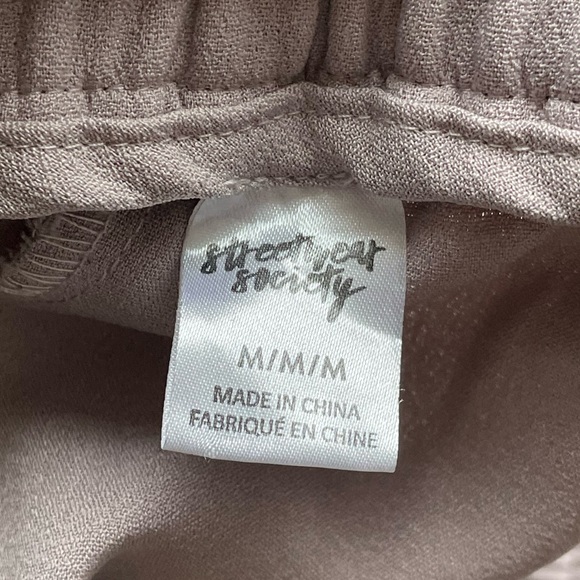 streetwear
society
M/M/M
MADE IN CHINA
FABRIQUÉ EN CHINE